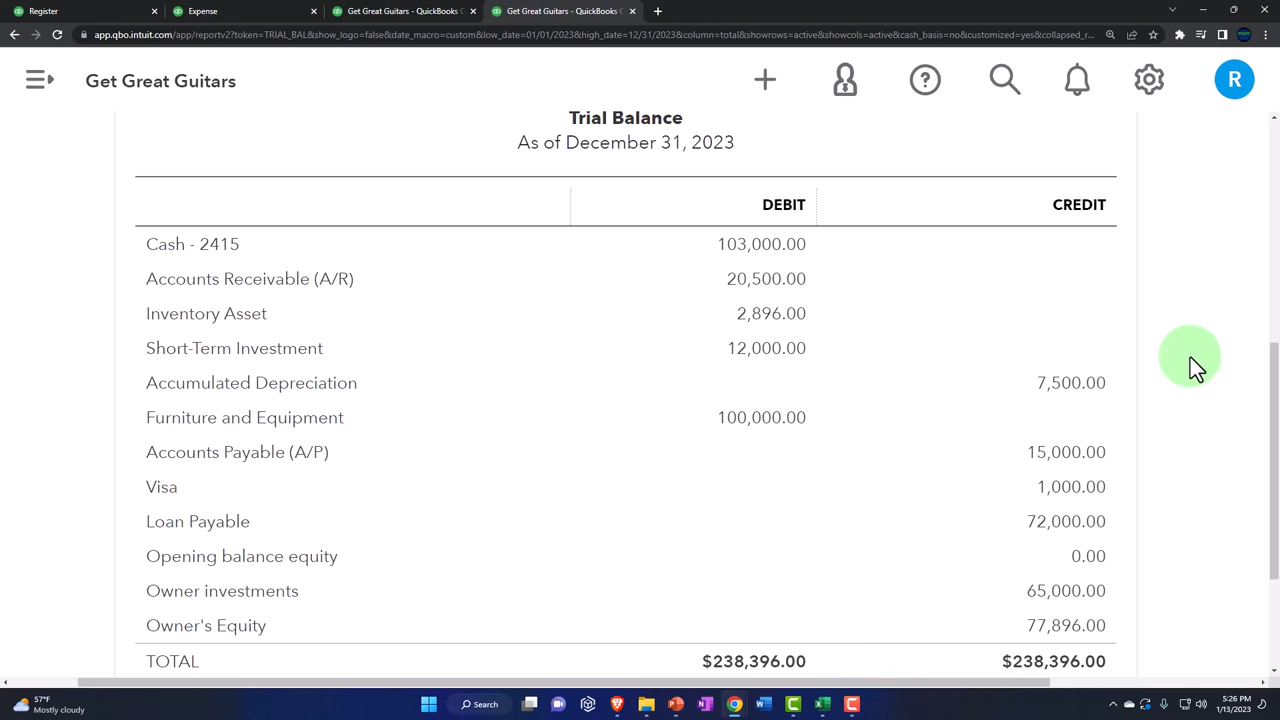 Register
Expense
Get Great Guitars - QuickBooks C
Get Great Guitars - QuickBooks C
app.qbo.intuit.com/app/reportv2?token=TRIAL_BAL&show_logo=false&date_macro=custom&low_date=01/01/2023&high_date=12/31/2023&column=total&showrows=active&showcols=active&cash_basis=no&customized=yes&collapsed_r...
Get Great Guitars
R
Trial Balance
As of December 31, 2023
DEBIT CREDIT
Cash - 2415 103,000.00
Accounts Receivable (A/R) 20,500.00
Inventory Asset 2,896.00
Short-Term Investment 12,000.00
Accumulated Depreciation 7,500.00
Furniture and Equipment 100,000.00
Accounts Payable (A/P) 15,000.00
Visa 1,000.00
Loan Payable 72,000.00
Opening balance equity 0.00
Owner investments 65,000.00
Owner's Equity 77,896.00
TOTAL $238,396.00 $238,396.00
57°F
Mostly cloudy
Search
5:26 PM
1/13/2023